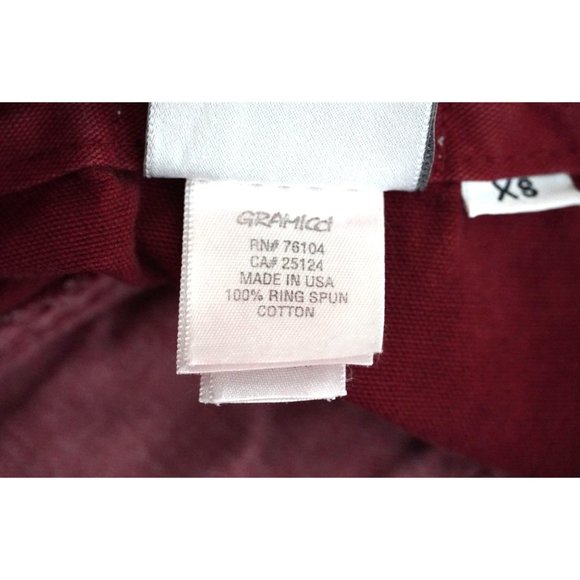 GRAMICCI
RN# 76104
CA# 25124
MADE IN USA
100% RING SPUN
COTTON
XS